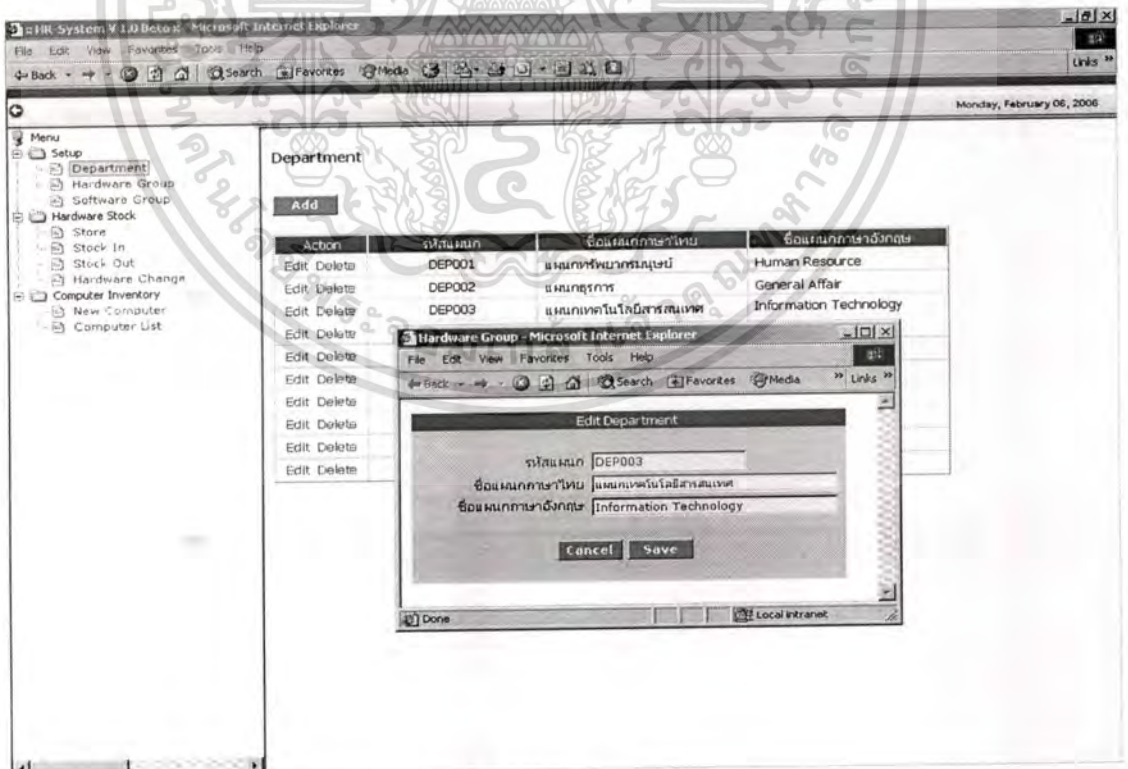 :: HR System V 1.0 Beta :: - Microsoft Internet Explorer
File Edit View Favorites Tools Help
Back Search Favorites Media Links »
Monday, February 06, 2006
Menu
Setup
Department
Hardware Group
Software Group
Hardware Stock
Store
Stock In
Stock Out
Hardware Change
Computer Inventory
New Computer
Computer List
Department
Add
Action รหัสแผนก ชื่อแผนกภาษาไทย ชื่อแผนกภาษาอังกฤษ
Edit Delete DEP001 แผนกทรัพยากรมนุษย์ Human Resource
Edit Delete DEP002 แผนกธุรการ General Affair
Edit Delete DEP003 แผนกเทคโนโลยีสารสนเทศ Information Technology
Edit Delete
Edit Delete
Edit Delete
Edit Delete
Edit Delete
Edit Delete
Edit Delete
Hardware Group - Microsoft Internet Explorer
File Edit View Favorites Tools Help
Back Search Favorites Media » Links »
Edit Department
รหัสแผนก DEP003
ชื่อแผนกภาษาไทย แผนกเทคโนโลยีสารสนเทศ
ชื่อแผนกภาษาอังกฤษ Information Technology
Cancel Save
Done Local intranet